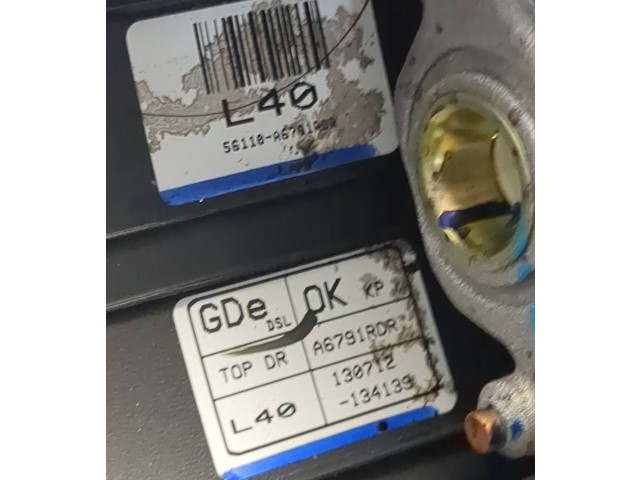 L40
56110-A6791RDR
GDe DSL OK KP
TOP DR A6791RDR
L40 130712
-134139